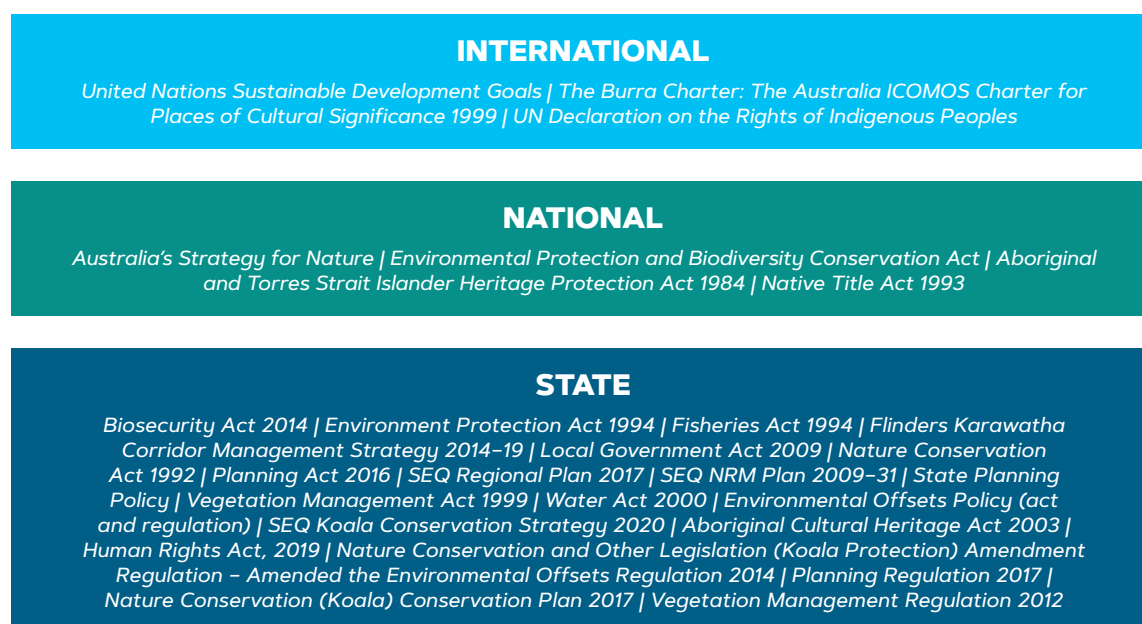 INTERNATIONAL
United Nations Sustainable Development Goals | The Burra Charter: The Australia ICOMOS Charter for
Places of Cultural Significance 1999 | UN Declaration on the Rights of Indigenous Peoples
NATIONAL
Australia's Strategy for Nature | Environmental Protection and Biodiversity Conservation Act | Aboriginal
and Torres Strait Islander Heritage Protection Act 1984 | Native Title Act 1993
STATE
Biosecurity Act 2014 | Environment Protection Act 1994 | Fisheries Act 1994 | Flinders Karawatha
Corridor Management Strategy 2014–19 | Local Government Act 2009 | Nature Conservation
Act 1992 | Planning Act 2016 | SEQ Regional Plan 2017 | SEQ NRM Plan 2009–31 | State Planning
Policy | Vegetation Management Act 1999 | Water Act 2000 | Environmental Offsets Policy (act
and regulation) | SEQ Koala Conservation Strategy 2020 | Aboriginal Cultural Heritage Act 2003 |
Human Rights Act, 2019 | Nature Conservation and Other Legislation (Koala Protection) Amendment
Regulation – Amended the Environmental Offsets Regulation 2014 | Planning Regulation 2017 |
Nature Conservation (Koala) Conservation Plan 2017 | Vegetation Management Regulation 2012